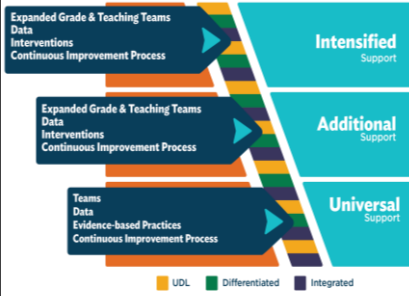 Expanded Grade & Teaching Teams
Data
Interventions
Continuous Improvement Process
Intensified
Support
Expanded Grade & Teaching Teams
Data
Interventions
Continuous Improvement Process
Additional
Support
Teams
Data
Evidence-based Practices
Continuous Improvement Process
Universal
Support
UDL Differentiated Integrated